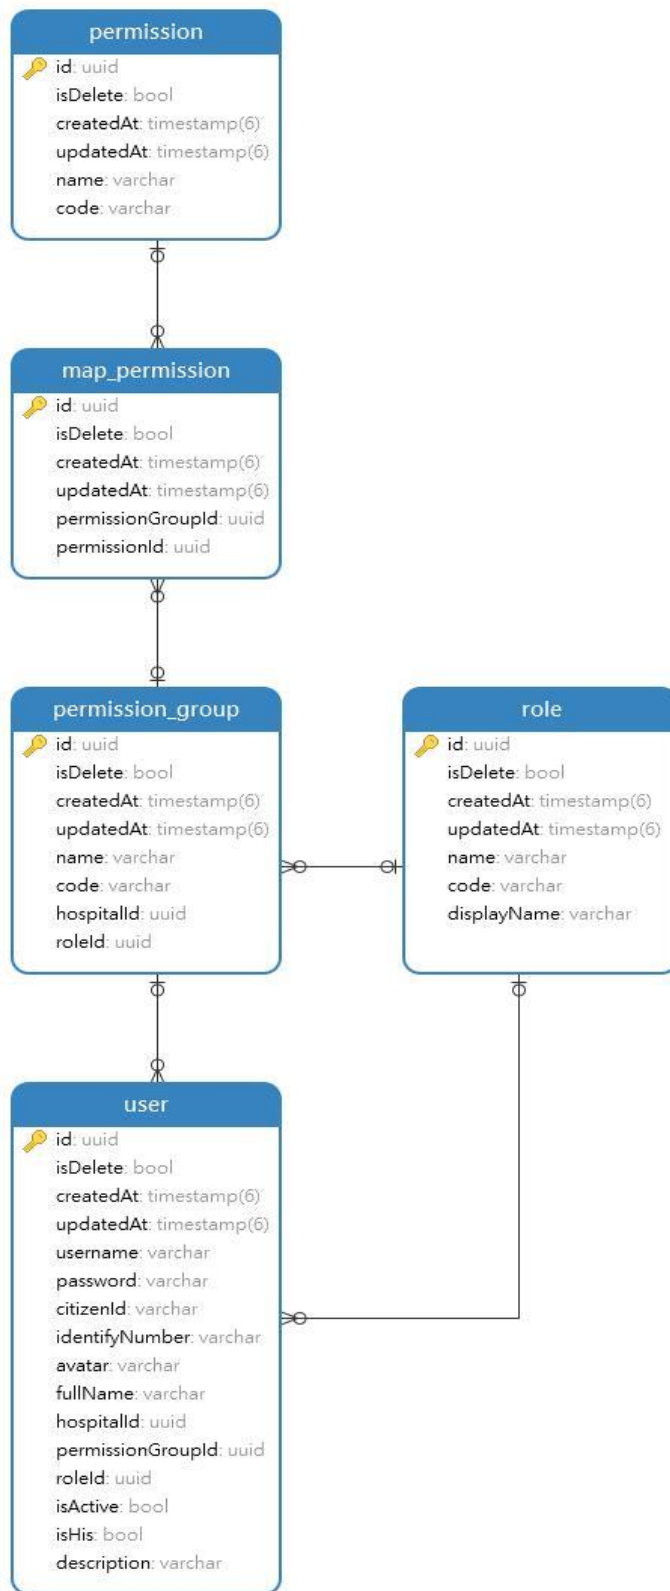 permission
id: uuid
isDelete: bool
createdAt: timestamp(6)
updatedAt: timestamp(6)
name: varchar
code: varchar
map_permission
id: uuid
isDelete: bool
createdAt: timestamp(6)
updatedAt: timestamp(6)
permissionGroupId: uuid
permissionId: uuid
permission_group
id: uuid
isDelete: bool
createdAt: timestamp(6)
updatedAt: timestamp(6)
name: varchar
code: varchar
hospitalId: uuid
roleId: uuid
role
id: uuid
isDelete: bool
createdAt: timestamp(6)
updatedAt: timestamp(6)
name: varchar
code: varchar
displayName: varchar
user
id: uuid
isDelete: bool
createdAt: timestamp(6)
updatedAt: timestamp(6)
username: varchar
password: varchar
citizenId: varchar
identifyNumber: varchar
avatar: varchar
fullName: varchar
hospitalId: uuid
permissionGroupId: uuid
roleId: uuid
isActive: bool
isHis: bool
description: varchar